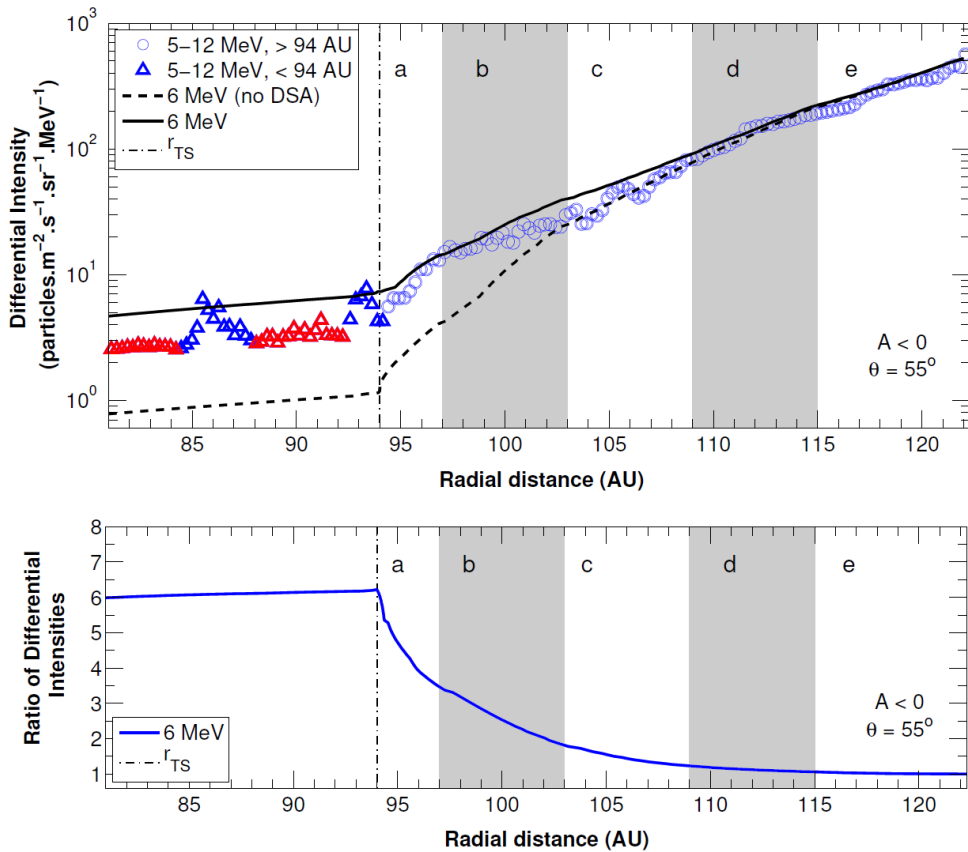 10³
10²
10¹
10⁰
Differential Intensity
(particles.m⁻².s⁻¹.sr⁻¹.MeV⁻¹)
5−12 MeV, > 94 AU
5−12 MeV, < 94 AU
6 MeV (no DSA)
6 MeV
r_TS
a b c d e
A < 0
θ = 55°
85 90 95 100 105 110 115 120
Radial distance (AU)
8
7
6
5
4
3
2
1
Ratio of Differential
Intensities
a b c d e
6 MeV
r_TS
A < 0
θ = 55°
85 90 95 100 105 110 115 120
Radial distance (AU)